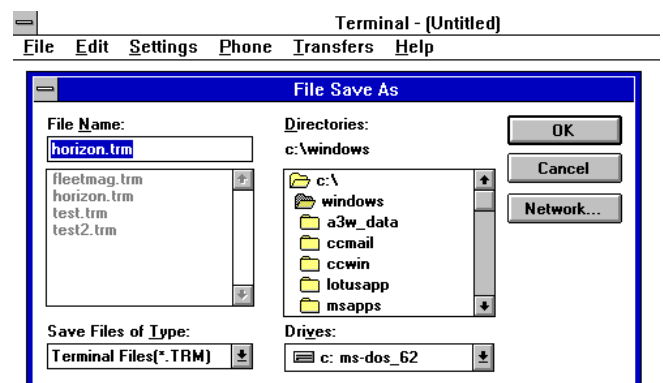 Terminal - (Untitled)
File Edit Settings Phone Transfers Help
File Save As
File Name:
horizon.trm
fleetmag.trm
horizon.trm
test.trm
test2.trm
Save Files of Type:
Terminal Files(*.TRM)
Directories:
c:\windows
c:\
windows
a3w_data
ccmail
ccwin
lotusapp
msapps
Drives:
c: ms-dos_62
OK
Cancel
Network...